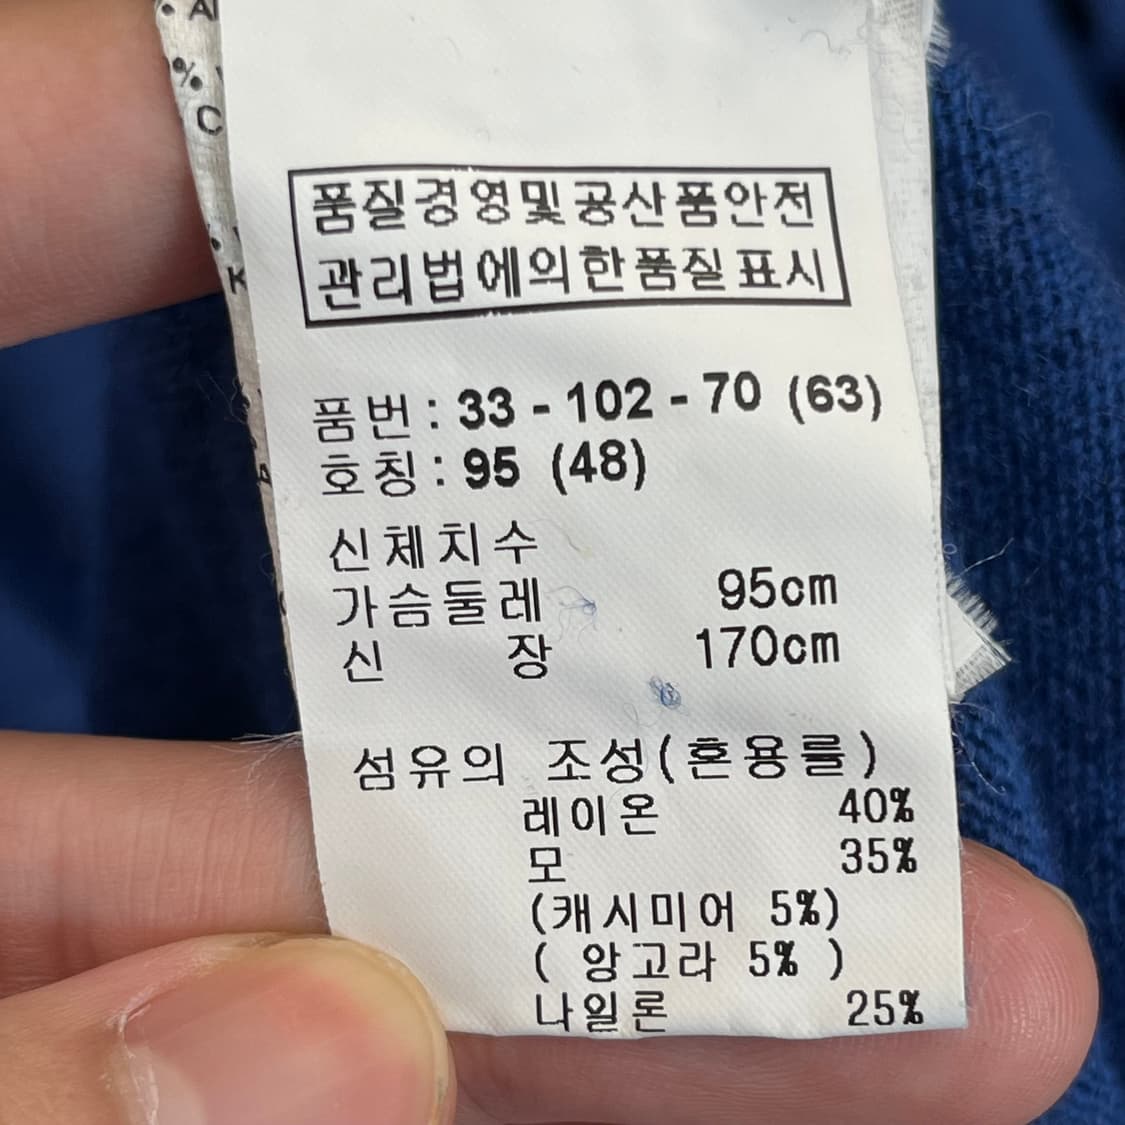 품질경영및공산품안전
관리법에의한품질표시
품번 : 33 - 102 - 70 (63)
호칭 : 95 (48)
신체치수
가슴둘레 95cm
신 장 170cm
섬유의 조성(혼용률)
레이온 40%
모 35%
(캐시미어 5%)
( 앙고라 5% )
나일론 25%